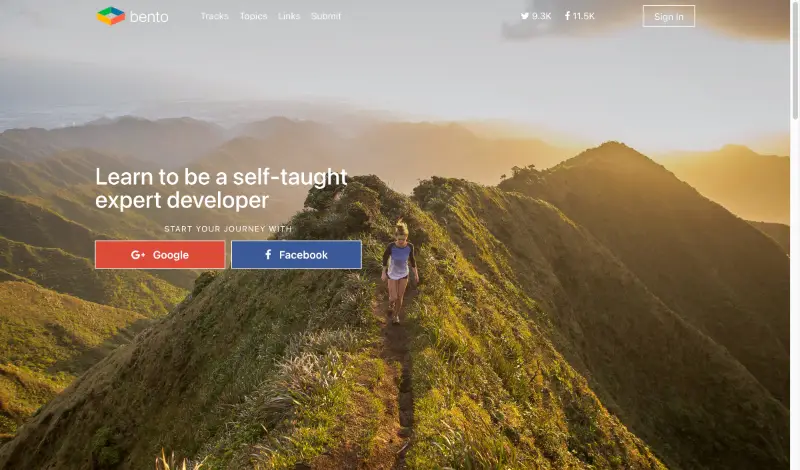 bento Tracks Topics Links Submit 9.3K 11.5K Sign in
Learn to be a self-taught
expert developer
START YOUR JOURNEY WITH
G+ Google Facebook